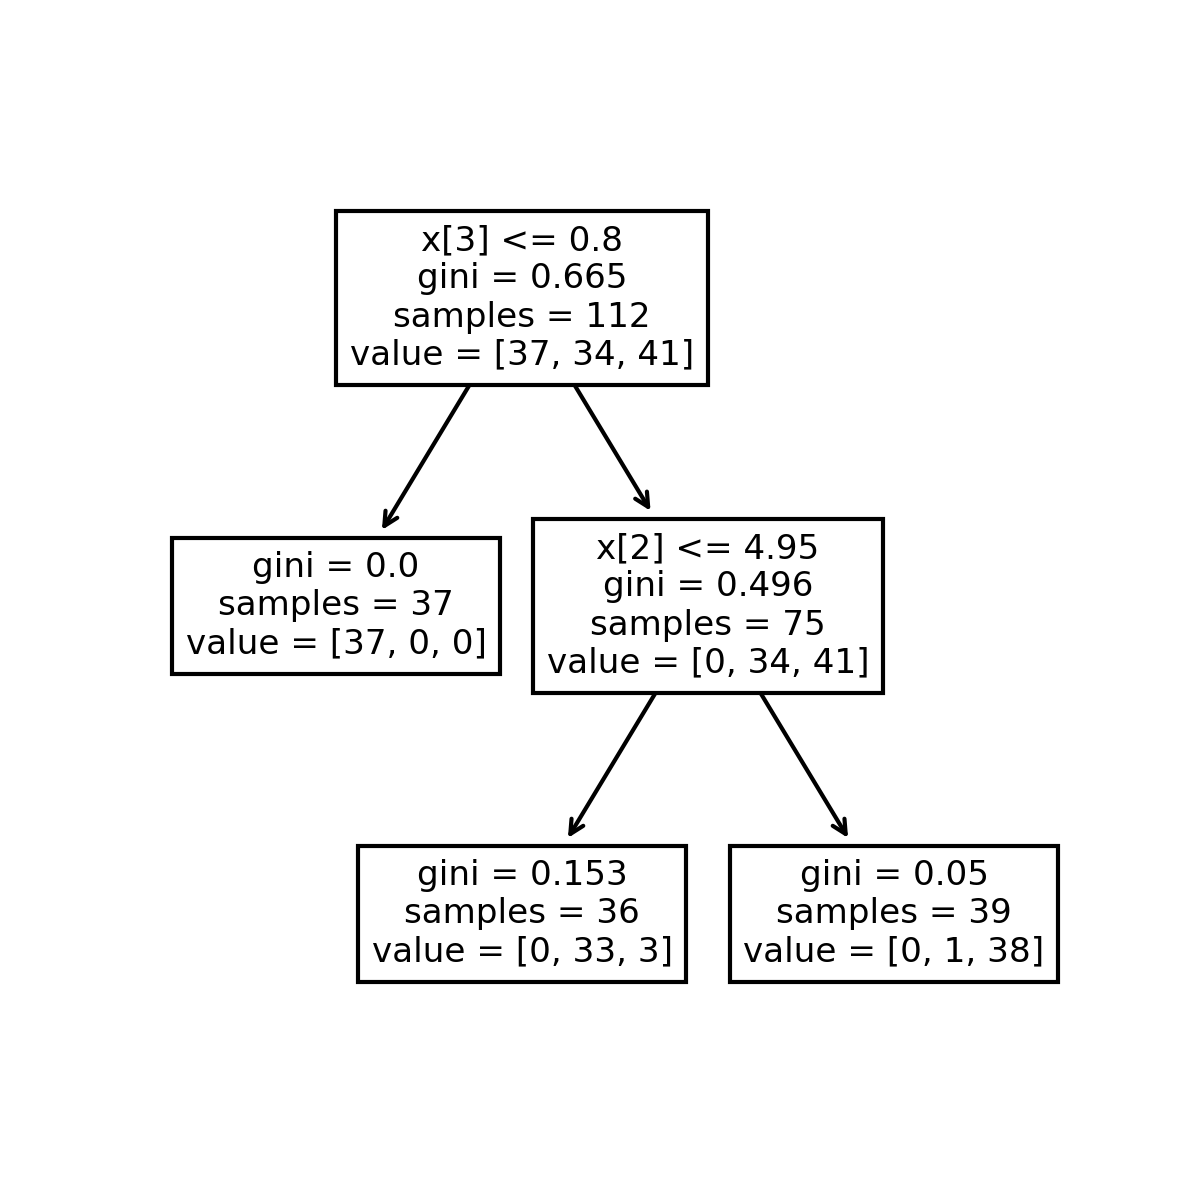 x[3] <= 0.8
gini = 0.665
samples = 112
value = [37, 34, 41]
gini = 0.0
samples = 37
value = [37, 0, 0]
x[2] <= 4.95
gini = 0.496
samples = 75
value = [0, 34, 41]
gini = 0.153
samples = 36
value = [0, 33, 3]
gini = 0.05
samples = 39
value = [0, 1, 38]